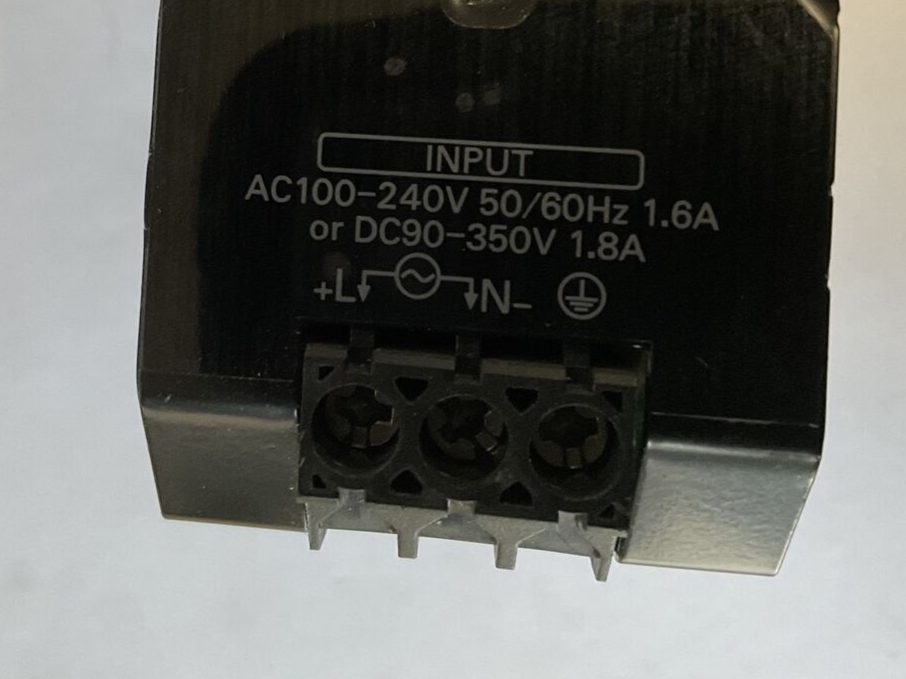 INPUT
AC100-240V 50/60Hz 1.6A
or DC90-350V 1.8A
+L N-